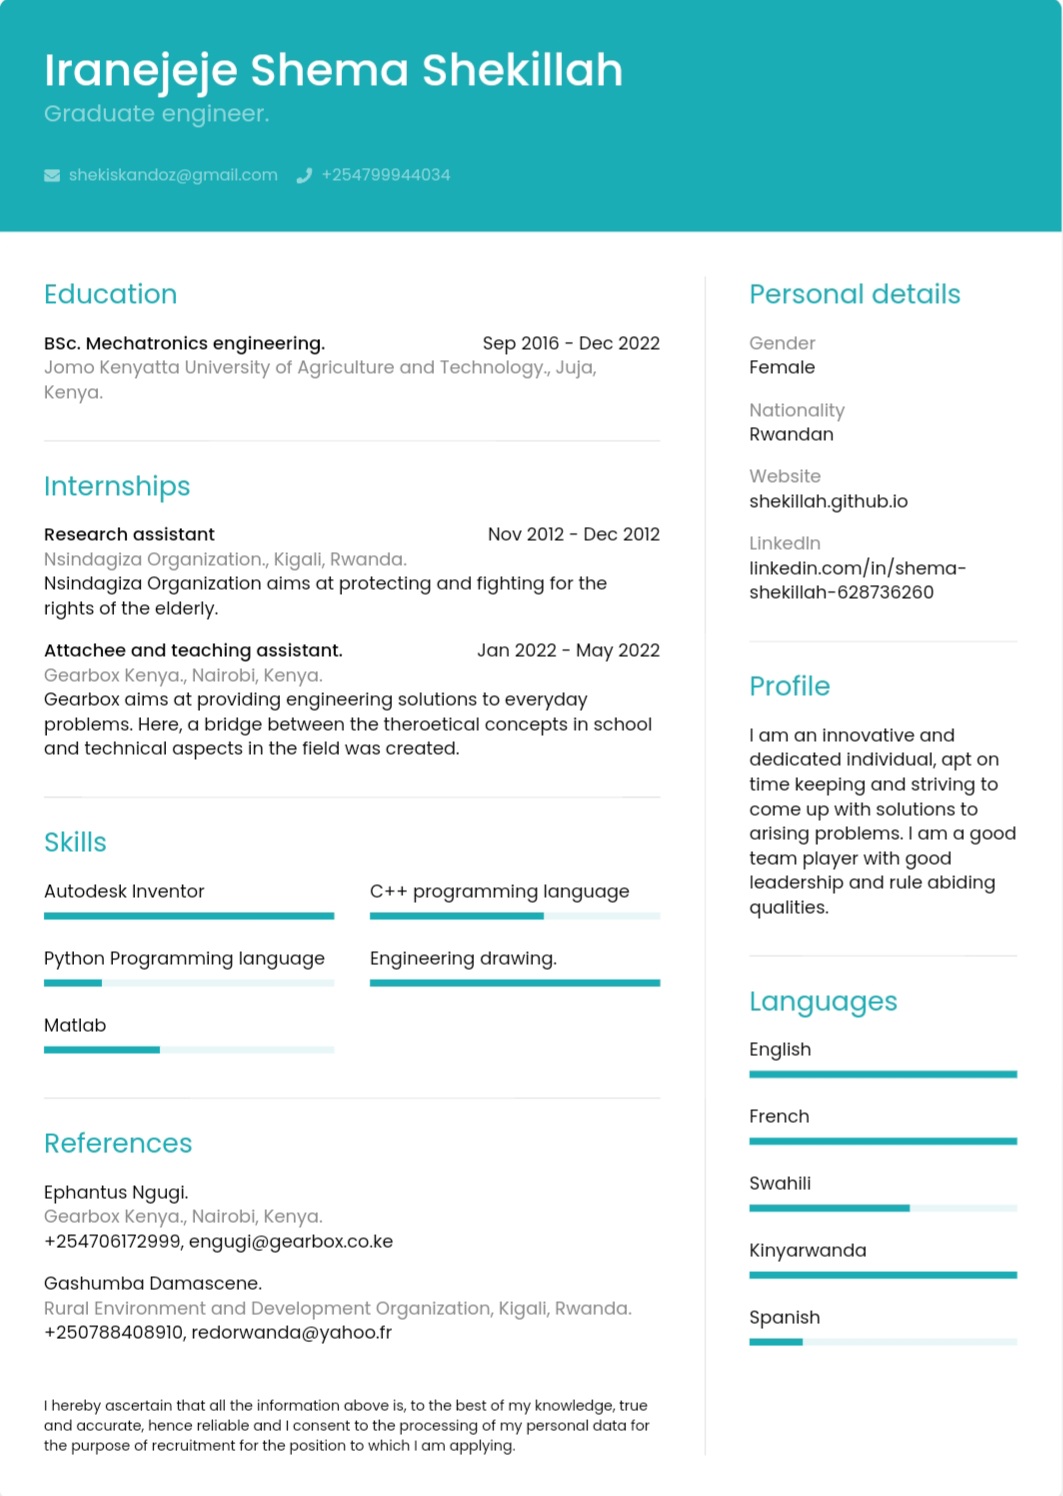 Iranejeje Shema Shekillah
Graduate engineer.
shekiskandoz@gmail.com +254799944034
Education
BSc. Mechatronics engineering. Sep 2016 - Dec 2022
Jomo Kenyatta University of Agriculture and Technology., Juja,
Kenya.
Internships
Research assistant Nov 2012 - Dec 2012
Nsindagiza Organization., Kigali, Rwanda.
Nsindagiza Organization aims at protecting and fighting for the
rights of the elderly.
Attachee and teaching assistant. Jan 2022 - May 2022
Gearbox Kenya., Nairobi, Kenya.
Gearbox aims at providing engineering solutions to everyday
problems. Here, a bridge between the theroetical concepts in school
and technical aspects in the field was created.
Skills
Autodesk Inventor
C++ programming language
Python Programming language
Engineering drawing.
Matlab
References
Ephantus Ngugi.
Gearbox Kenya., Nairobi, Kenya.
+254706172999, engugi@gearbox.co.ke
Gashumba Damascene.
Rural Environment and Development Organization, Kigali, Rwanda.
+250788408910, redorwanda@yahoo.fr
I hereby ascertain that all the information above is, to the best of my knowledge, true
and accurate, hence reliable and I consent to the processing of my personal data for
the purpose of recruitment for the position to which I am applying.
Personal details
Gender
Female
Nationality
Rwandan
Website
shekillah.github.io
LinkedIn
linkedin.com/in/shema-
shekillah-628736260
Profile
I am an innovative and
dedicated individual, apt on
time keeping and striving to
come up with solutions to
arising problems. I am a good
team player with good
leadership and rule abiding
qualities.
Languages
English
French
Swahili
Kinyarwanda
Spanish